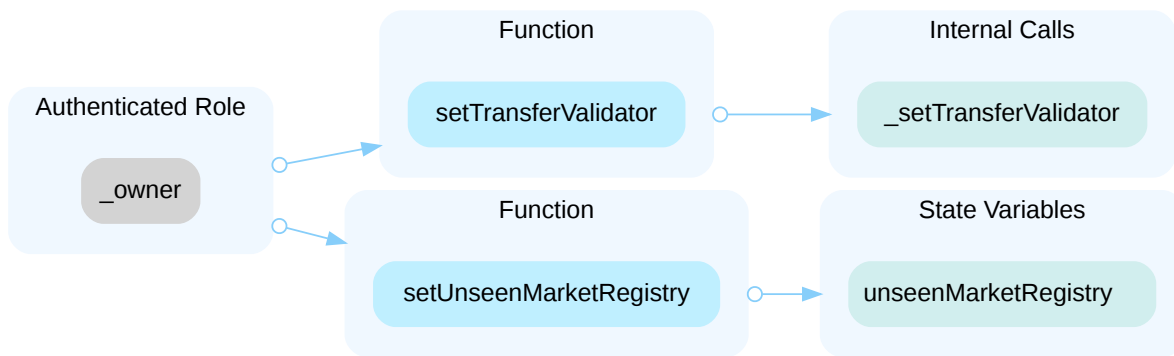 Authenticated Role
_owner
Function
setTransferValidator
Internal Calls
_setTransferValidator
Function
setUnseenMarketRegistry
State Variables
unseenMarketRegistry